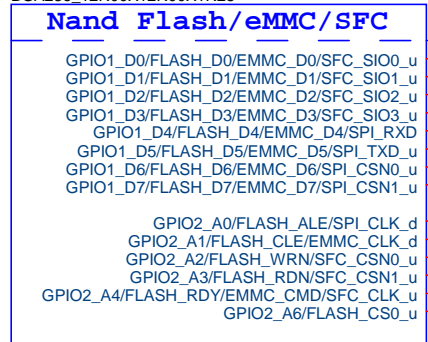 Nand Flash/eMMC/SFC
GPIO1_D0/FLASH_D0/EMMC_D0/SFC_SIO0_u
GPIO1_D1/FLASH_D1/EMMC_D1/SFC_SIO1_u
GPIO1_D2/FLASH_D2/EMMC_D2/SFC_SIO2_u
GPIO1_D3/FLASH_D3/EMMC_D3/SFC_SIO3_u
GPIO1_D4/FLASH_D4/EMMC_D4/SPI_RXD
GPIO1_D5/FLASH_D5/EMMC_D5/SPI_TXD_u
GPIO1_D6/FLASH_D6/EMMC_D6/SPI_CSN0_u
GPIO1_D7/FLASH_D7/EMMC_D7/SPI_CSN1_u
GPIO2_A0/FLASH_ALE/SPI_CLK_d
GPIO2_A1/FLASH_CLE/EMMC_CLK_d
GPIO2_A2/FLASH_WRN/SFC_CSN0_u
GPIO2_A3/FLASH_RDN/SFC_CSN1_u
GPIO2_A4/FLASH_RDY/EMMC_CMD/SFC_CLK_u
GPIO2_A6/FLASH_CS0_u